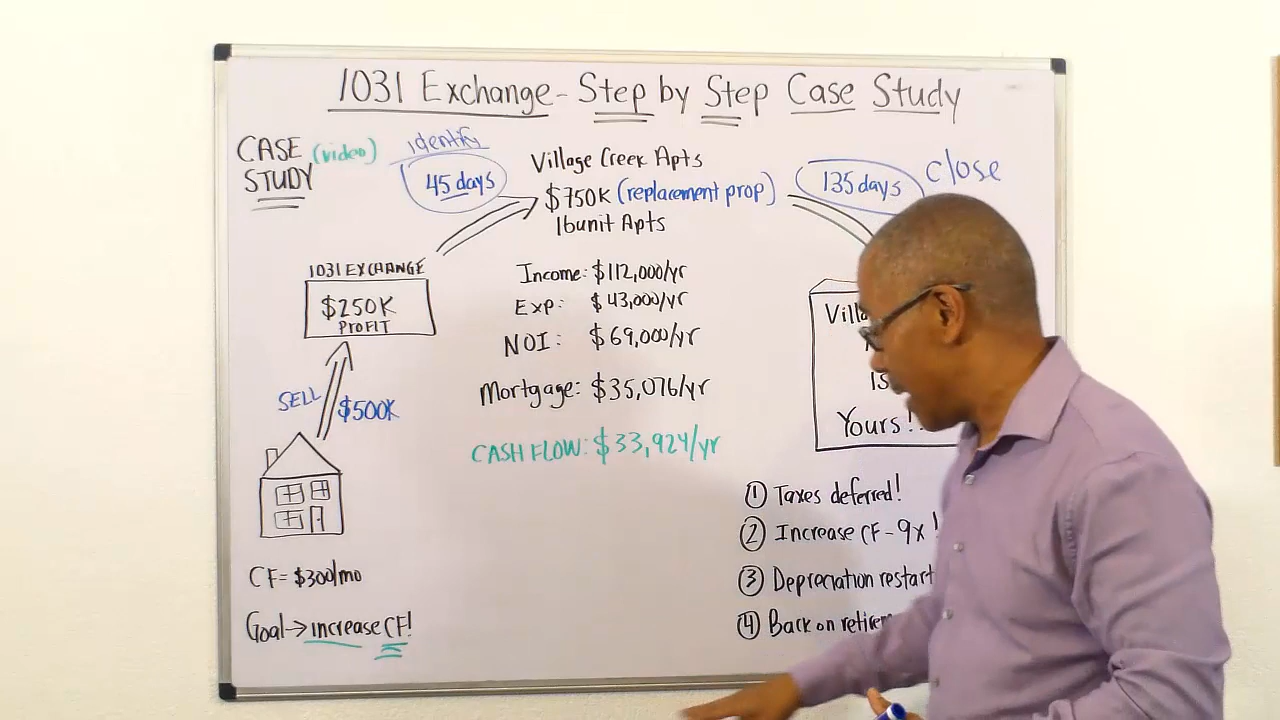 1031 Exchange - Step by Step Case Study
CASE (video)
STUDY
identify
45 days
Village Creek Apts
$750K (replacement prop)
16unit Apts
135 days
close
1031 EXCHANGE
$250K
PROFIT
SELL
$500K
CF = $300/mo
Goal → increase CF!
Income: $112,000/yr
Exp: $43,000/yr
NOI: $69,000/yr
Mortgage: $35,076/yr
CASH FLOW: $33,924/yr
Yours!
① Taxes deferred!
② Increase CF - 9x!
③ Depreciation restart
④ Back on